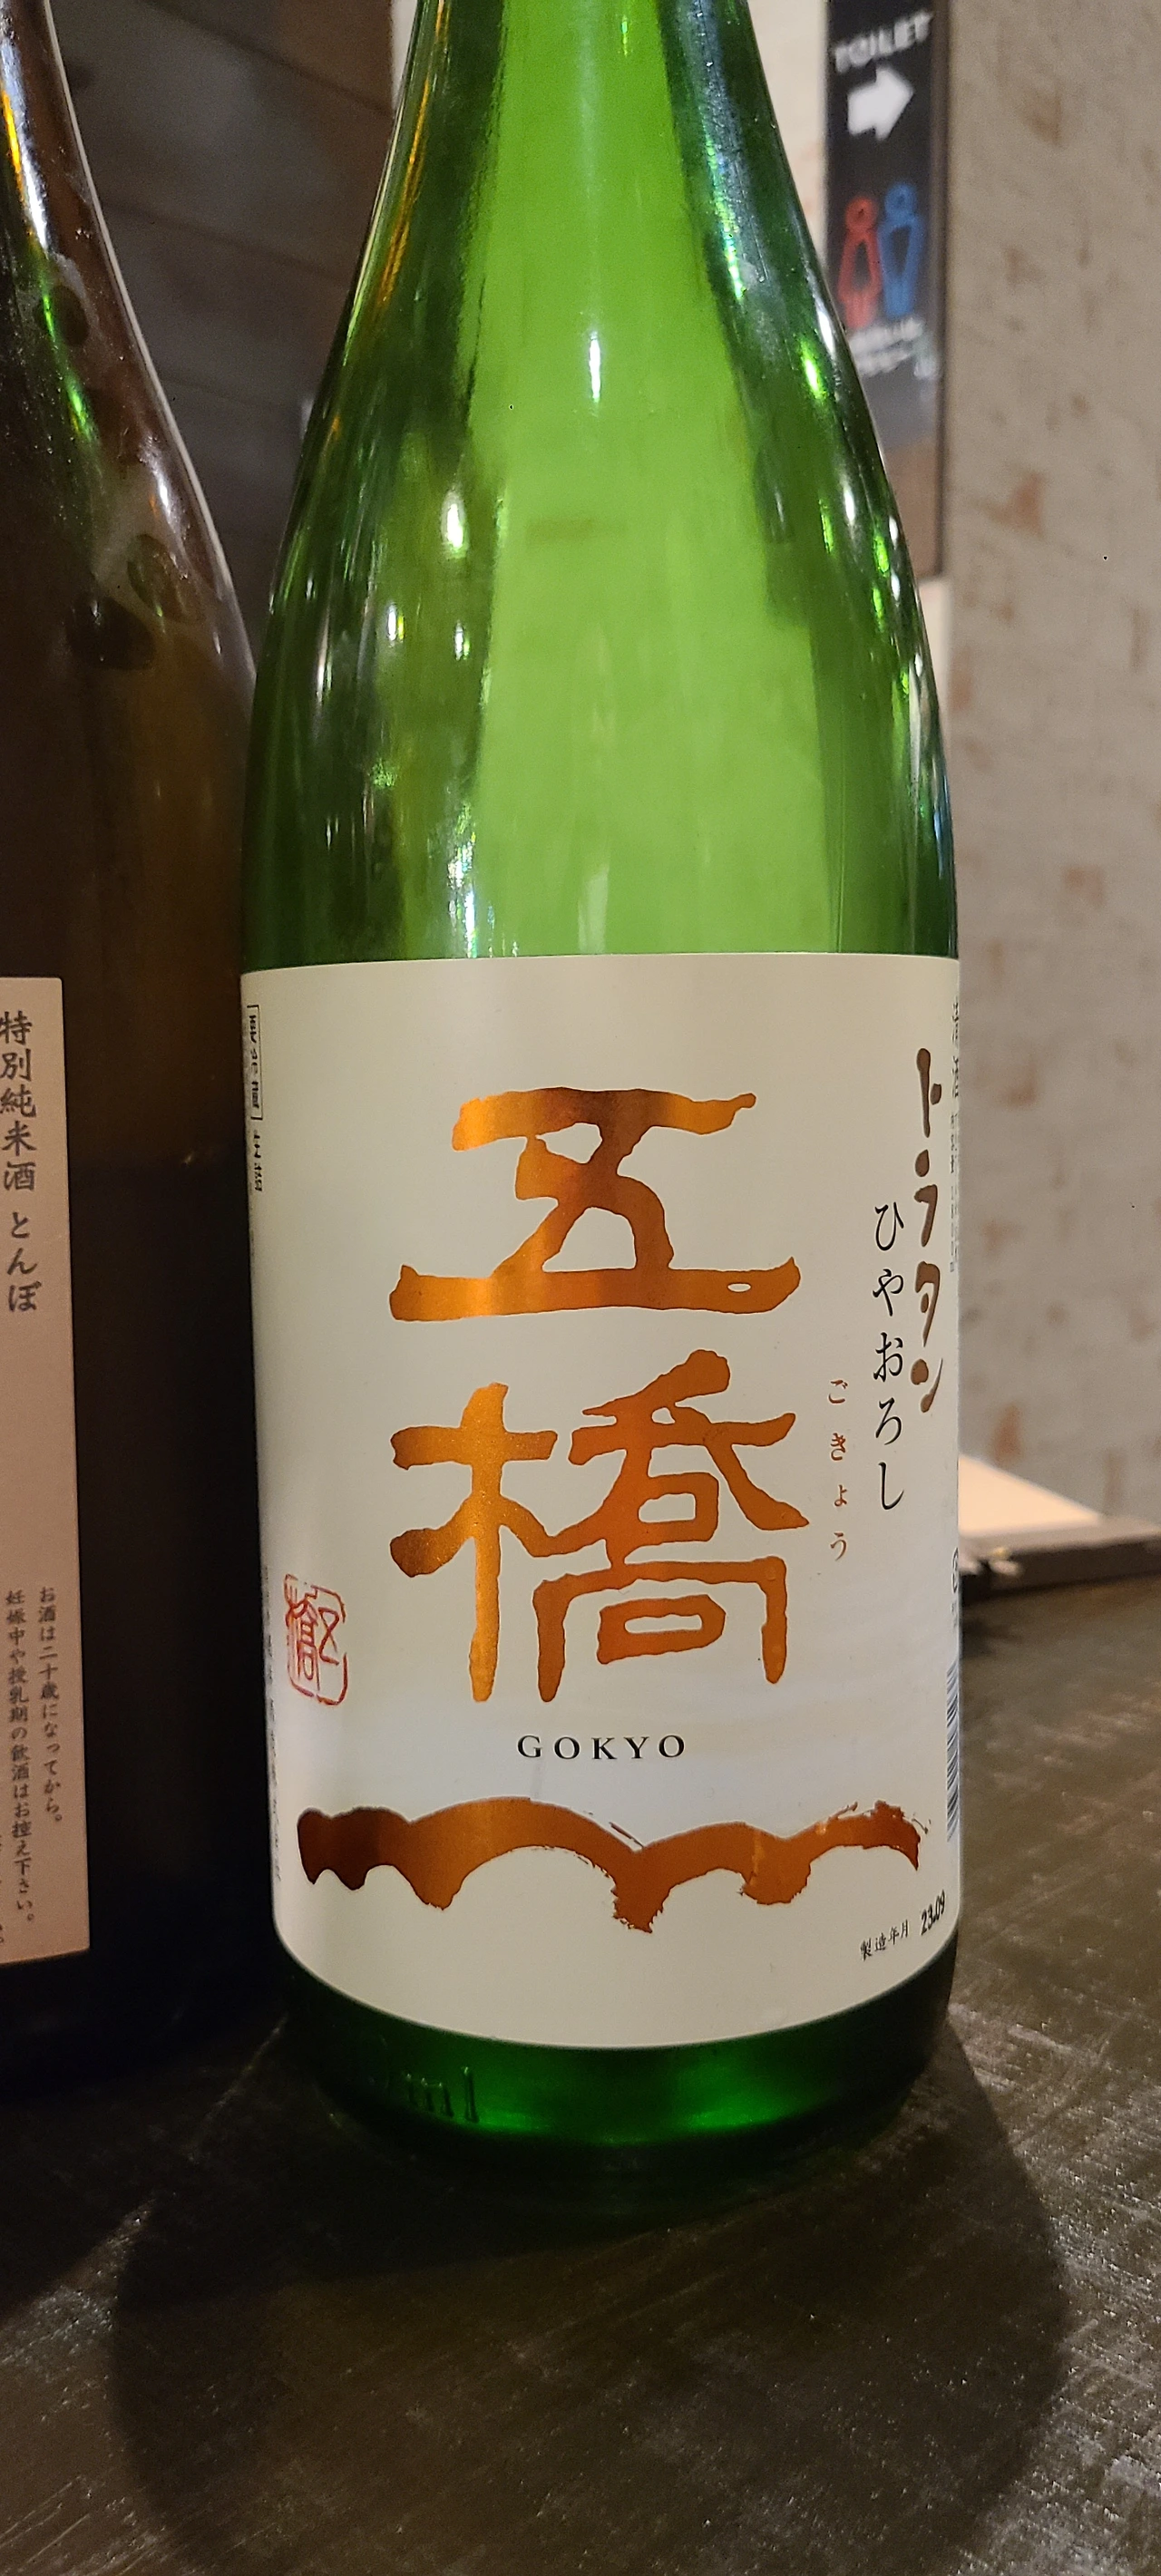 TOILET
トラタン
ひやおろし
ごきょう
五橋
GOKYO
製造年月 23.09
特別純米酒 とんぼ
お酒は二十歳になってから。
妊娠中や授乳期の飲酒はお控え下さい。